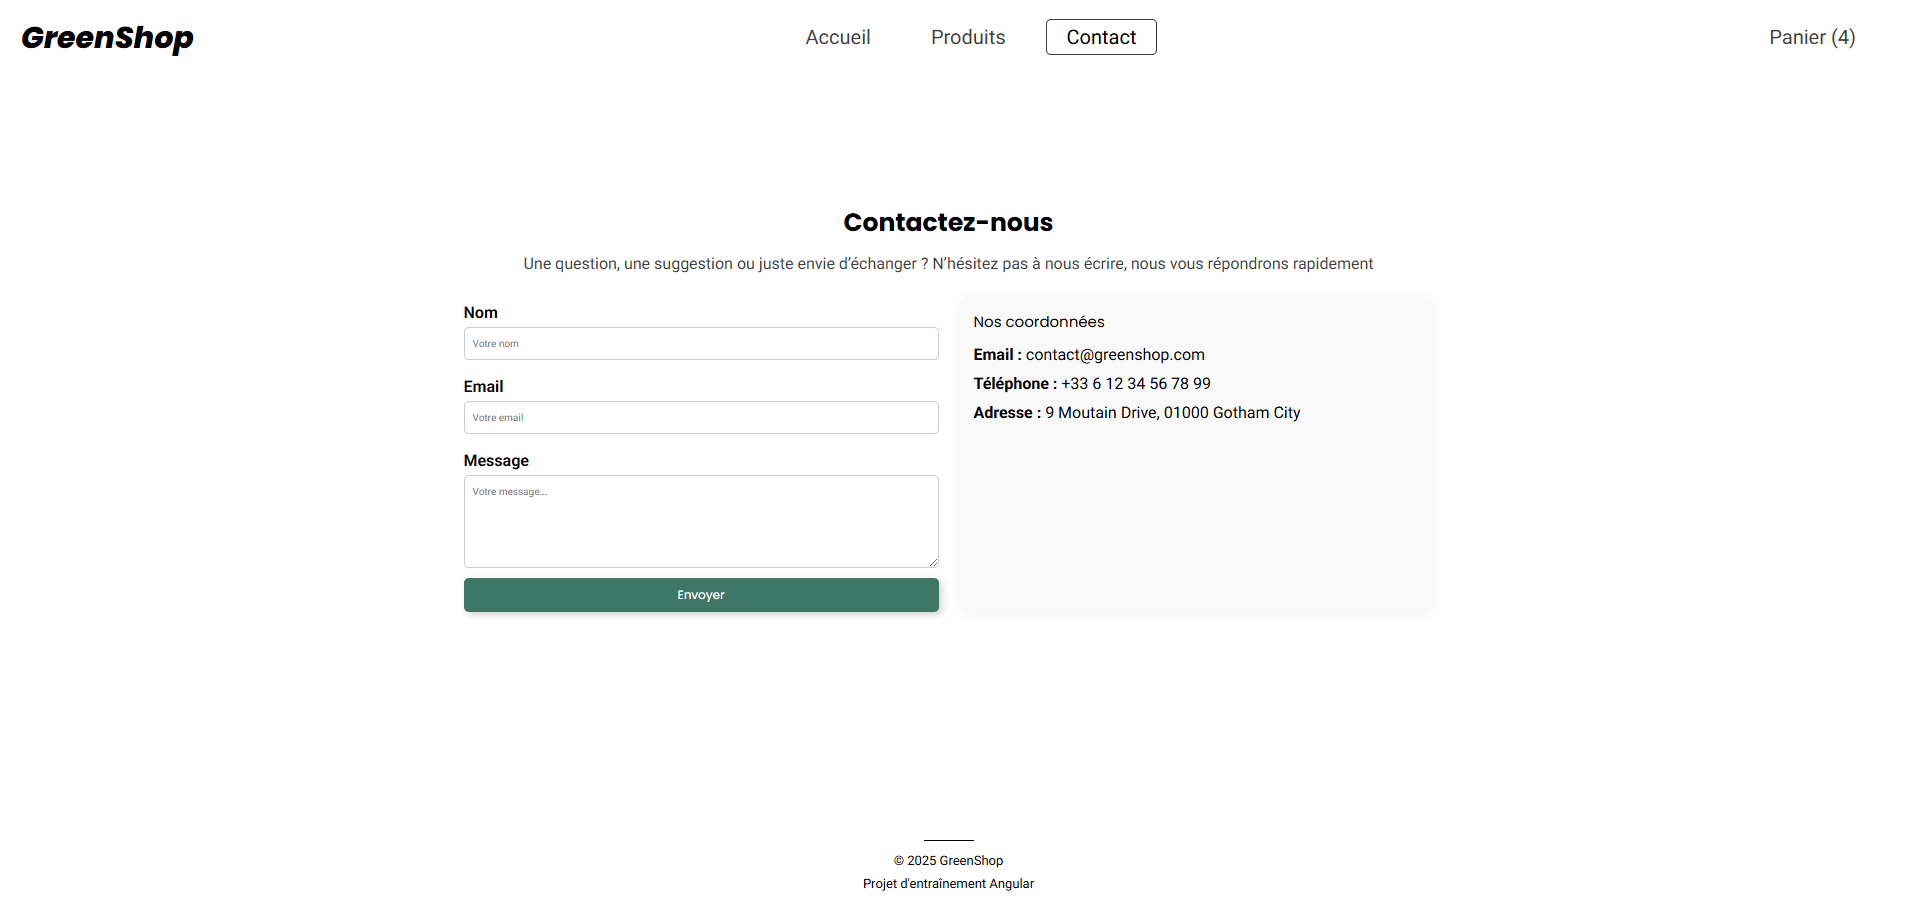 GreenShop
Accueil
Produits
Contact
Panier (4)
Contactez-nous
Une question, une suggestion ou juste envie d’échanger ? N’hésitez pas à nous écrire, nous vous répondrons rapidement
Nom
Votre nom
Email
Votre email
Message
Votre message...
Envoyer
Nos coordonnées
Email : contact@greenshop.com
Téléphone : +33 6 12 34 56 78 99
Adresse : 9 Moutain Drive, 01000 Gotham City
© 2025 GreenShop
Projet d'entraînement Angular